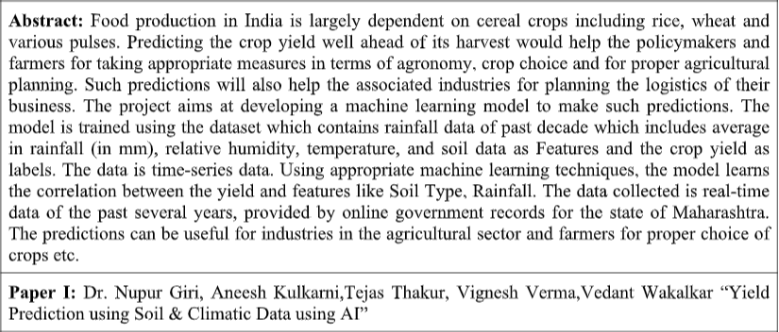 Abstract: Food production in India is largely dependent on cereal crops including rice, wheat and
various pulses. Predicting the crop yield well ahead of its harvest would help the policymakers and
farmers for taking appropriate measures in terms of agronomy, crop choice and for proper agricultural
planning. Such predictions will also help the associated industries for planning the logistics of their
business. The project aims at developing a machine learning model to make such predictions. The
model is trained using the dataset which contains rainfall data of past decade which includes average
in rainfall (in mm), relative humidity, temperature, and soil data as Features and the crop yield as
labels. The data is time-series data. Using appropriate machine learning techniques, the model learns
the correlation between the yield and features like Soil Type, Rainfall. The data collected is real-time
data of the past several years, provided by online government records for the state of Maharashtra.
The predictions can be useful for industries in the agricultural sector and farmers for proper choice of
crops etc.
Paper I: Dr. Nupur Giri, Aneesh Kulkarni,Tejas Thakur, Vignesh Verma,Vedant Wakalkar “Yield
Prediction using Soil & Climatic Data using AI”